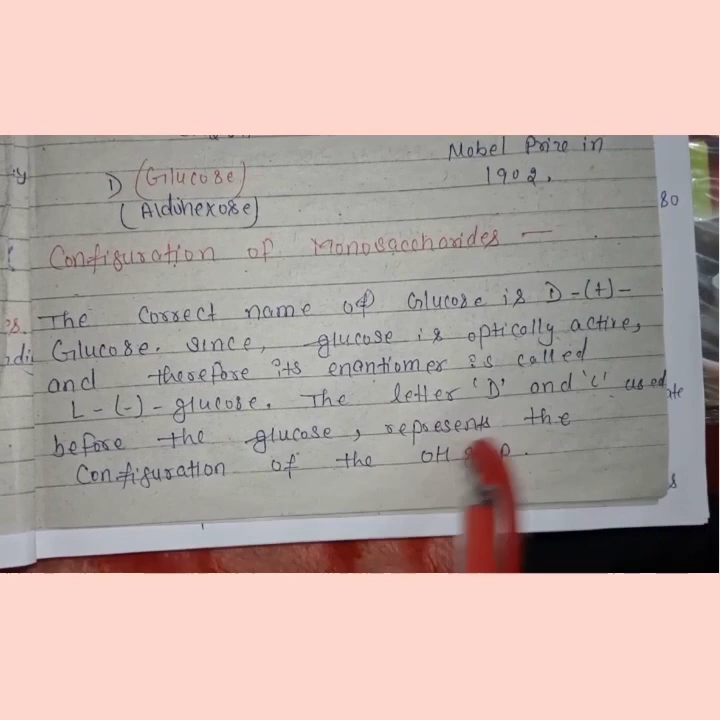 Nobel Prize in
1902.
D (Glucose)
(Aldohexose)
80
Configuration of Monosaccharides —
The correct name of Glucose is D-(+)-
Glucose. Since, glucose is optically active,
and therefore its enantiomer is called
L-(-)-glucose. The letter 'D' and 'L' used
before the glucose, represents the
Configuration of the OH